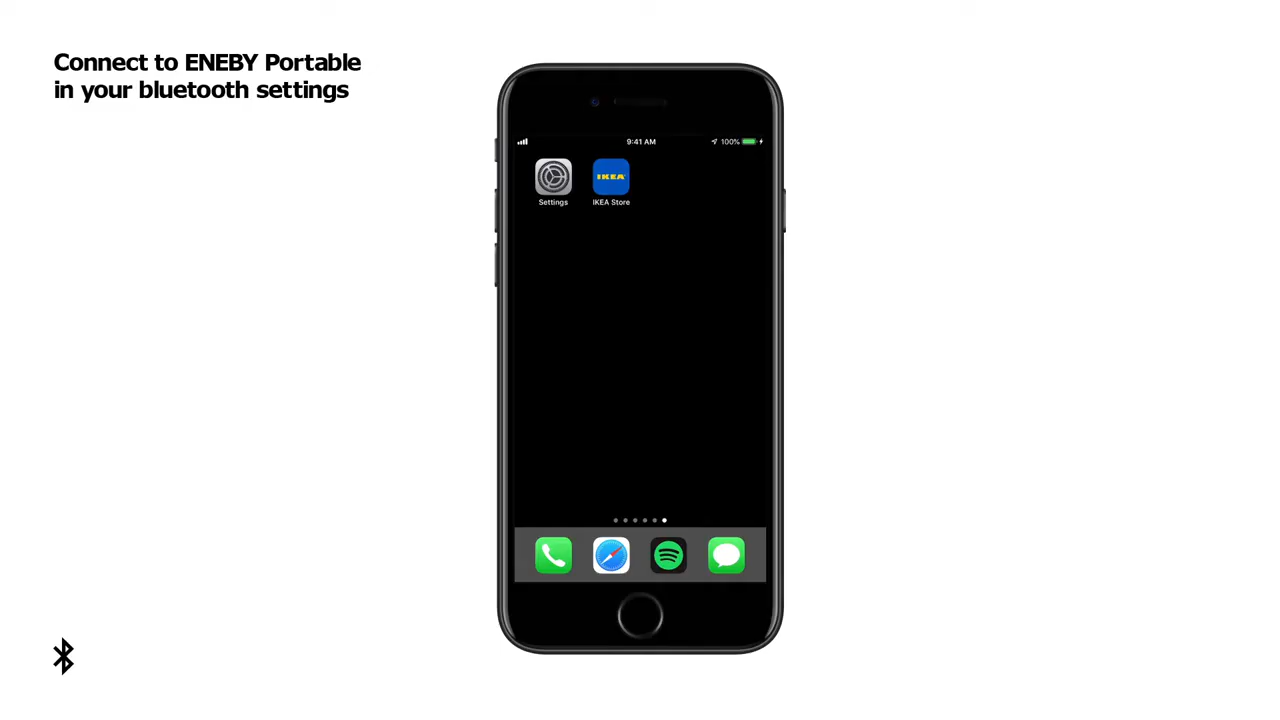 Connect to ENEBY Portable
in your bluetooth settings
9:41 AM
100%
IKEA
Settings
IKEA Store